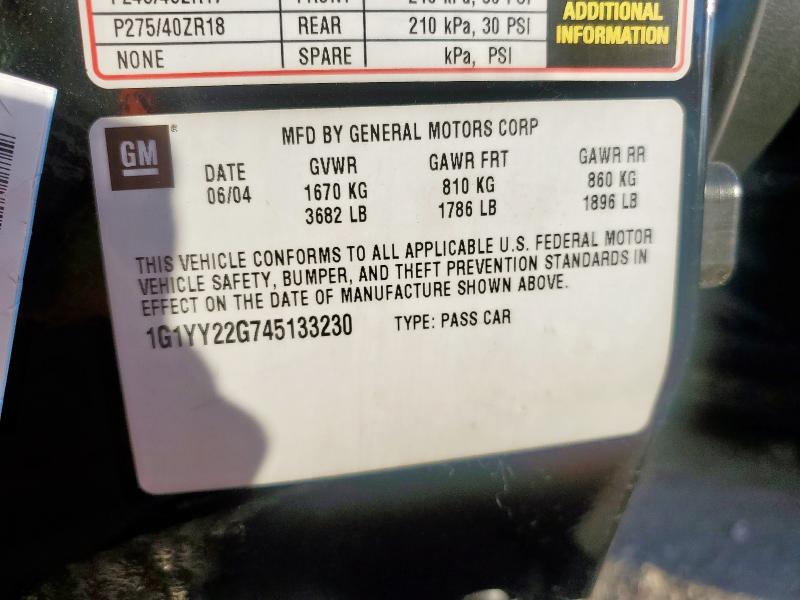 P275/40ZR18 REAR 210 kPa, 30 PSI
NONE SPARE kPa, PSI
ADDITIONAL
INFORMATION
GM ® MFD BY GENERAL MOTORS CORP
DATE GVWR GAWR FRT GAWR RR
06/04 1670 KG 810 KG 860 KG
3682 LB 1786 LB 1896 LB
THIS VEHICLE CONFORMS TO ALL APPLICABLE U.S. FEDERAL MOTOR
VEHICLE SAFETY, BUMPER, AND THEFT PREVENTION STANDARDS IN
EFFECT ON THE DATE OF MANUFACTURE SHOWN ABOVE.
1G1YY22G745133230 TYPE: PASS CAR